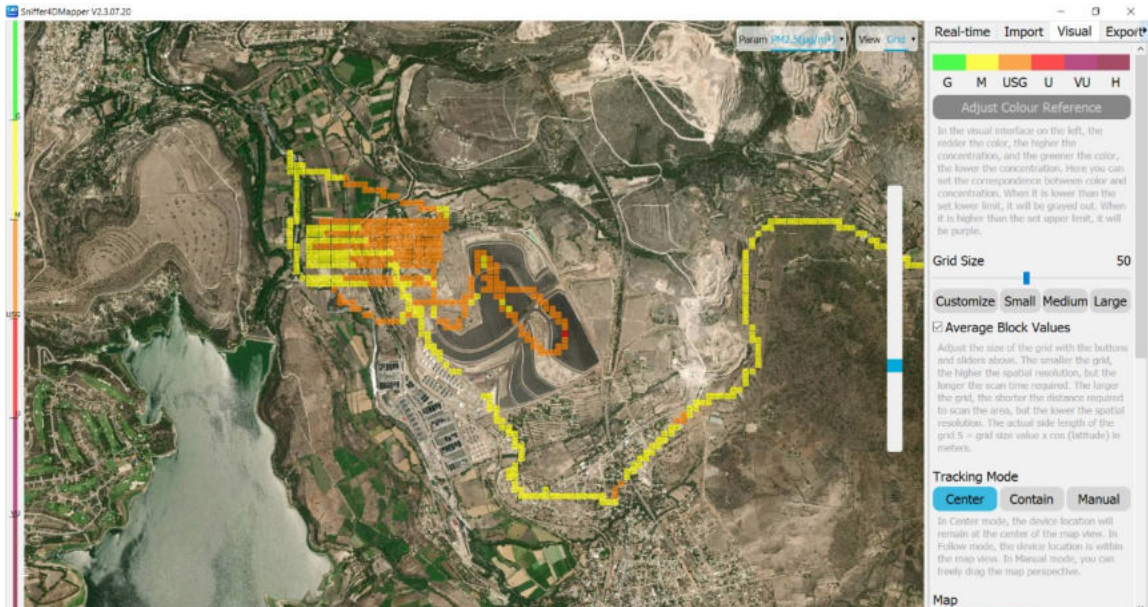 Sniffer4DMapper V2.3.07.20
Param PM2.5(μg/m³)
View Grid
Real-time Import Visual Export
G M USG U VU H
Adjust Colour Reference
In the visual interface on the left, the
redder the color, the higher the
concentration, and the greener the color,
the lower the concentration. Here you can
set the correspondence between color and
concentration. When it is lower than the
set lower limit, it will be grayed out. When
it is higher than the set upper limit, it will
be purple.
Grid Size 50
Customize Small Medium Large
Average Block Values
Adjust the size of the grid with the buttons
and sliders above. The smaller the grid,
the higher the spatial resolution, but the
longer the scan time required. The larger
the grid, the shorter the distance required
to scan the area, but the lower the spatial
resolution. The actual side length of the
grid S = grid size value x cos (latitude) in
meters.
Tracking Mode
Center Contain Manual
In Center mode, the device location will
remain at the center of the map view. In
Follow mode, the device location is within
the map view. In Manual mode, you can
freely drag the map perspective.
Map
G
M
USG
U
VU